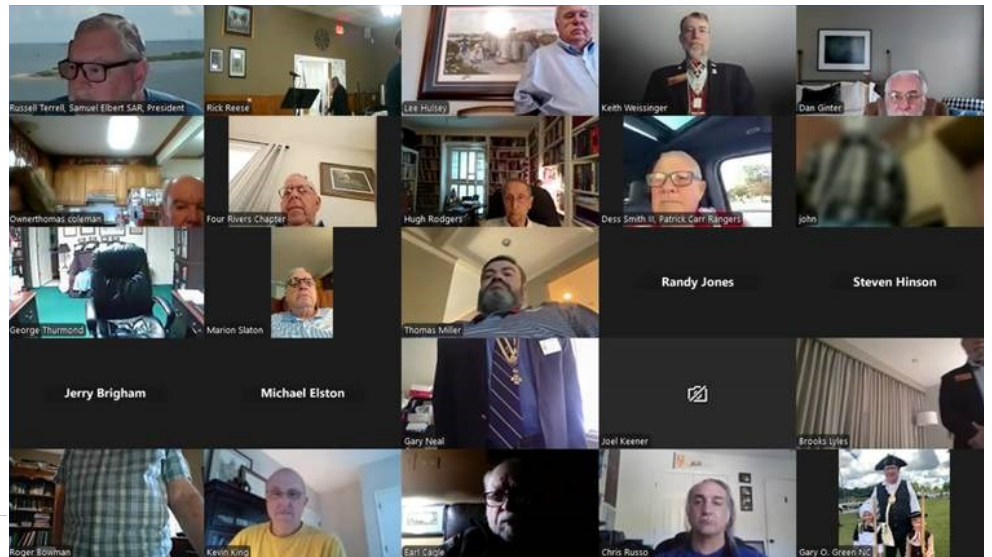 Russell Terrell, Samuel Elbert SAR, President
Rick Reese
Lee Hulsey
Keith Weissinger
Dan Ginter
Ownerthomas coleman
Four Rivers Chapter
Hugh Rodgers
Dess Smith III, Patrick Carr Rangers
john
George Thurmond
Marion Slaton
Thomas Miller
Randy Jones
Steven Hinson
Jerry Brigham
Michael Elston
Gary Neal
Joel Keener
Brooks Lyles
Roger Bowman
Kevin King
Earl Cagle
Chris Russo
Gary O. Green NC